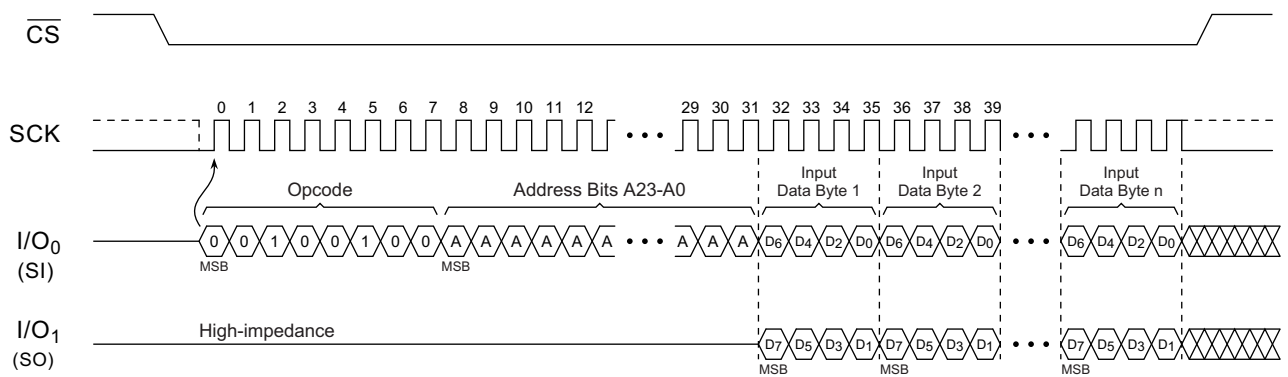 CS
0 1 2 3 4 5 6 7 8 9 10 11 12 29 30 31 32 33 34 35 36 37 38 39
SCK
Opcode
Address Bits A23-A0
Input
Data Byte 1
Input
Data Byte 2
Input
Data Byte n
I/O0
(SI)
0 0 1 0 0 1 0 0 A A A A A A A A A D6 D4 D2 D0 D6 D4 D2 D0 D6 D4 D2 D0
MSB MSB
I/O1
(SO)
High-impedance
D7 D5 D3 D1 D7 D5 D3 D1 D7 D5 D3 D1
MSB MSB MSB